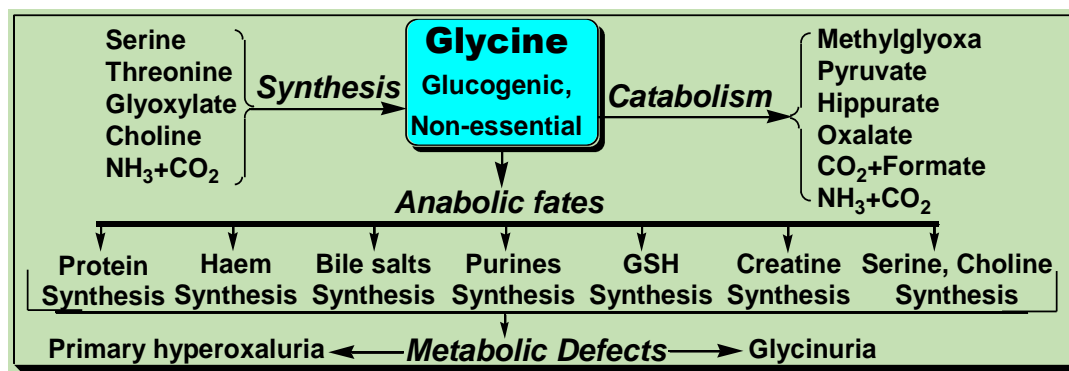 Serine
Threonine
Glyoxylate
Choline
NH₃+CO₂
Synthesis
Glycine
Glucogenic,
Non-essential
Catabolism
Methylglyoxa
Pyruvate
Hippurate
Oxalate
CO₂+Formate
NH₃+CO₂
Anabolic fates
Protein
Synthesis
Haem
Synthesis
Bile salts
Synthesis
Purines
Synthesis
GSH
Synthesis
Creatine
Synthesis
Serine, Choline
Synthesis
Primary hyperoxaluria
Metabolic Defects
Glycinuria